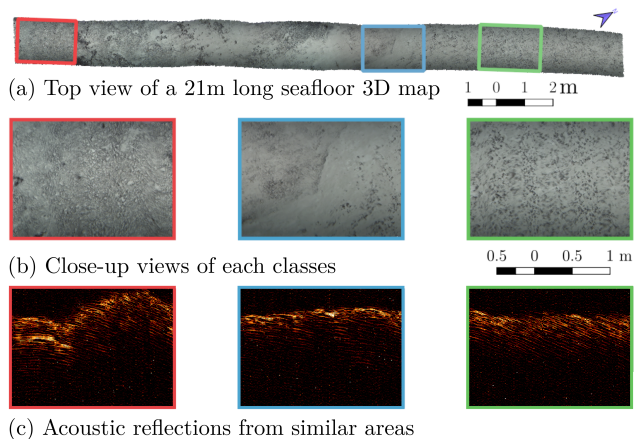 (a) Top view of a 21m long seafloor 3D map
1 0 1 2 m
(b) Close-up views of each classes
0.5 0 0.5 1 m
(c) Acoustic reflections from similar areas